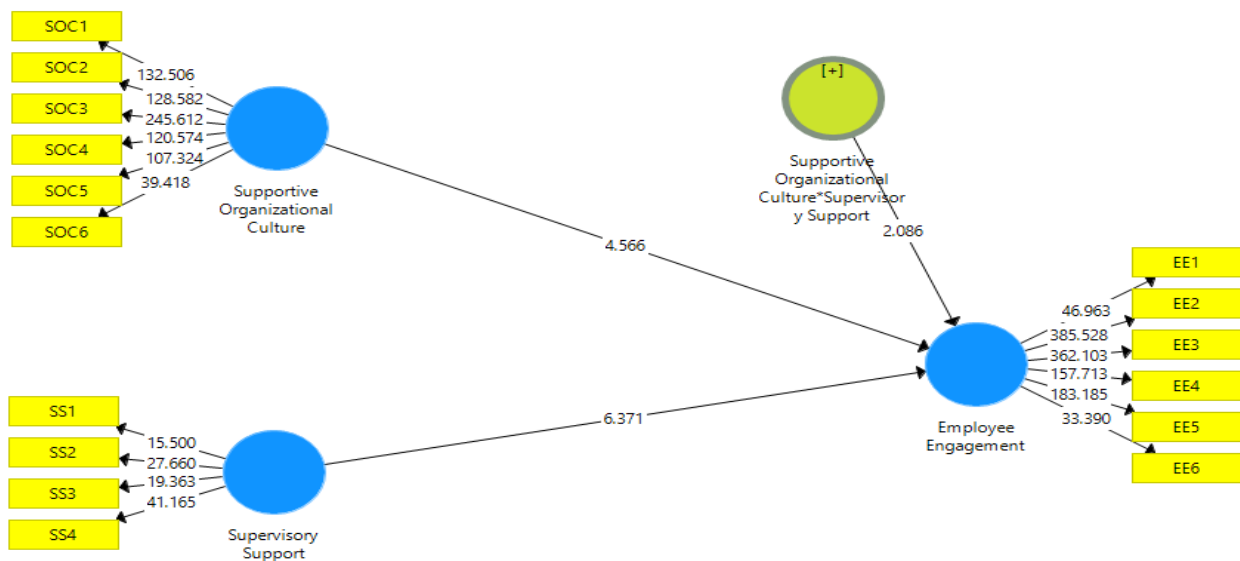 SOC1
SOC2
SOC3
SOC4
SOC5
SOC6
132.506
128.582
245.612
120.574
107.324
39.418
Supportive
Organizational
Culture
[+]
Supportive
Organizational
Culture*Supervisor
y Support
4.566
2.086
EE1
EE2
EE3
EE4
EE5
EE6
46.963
385.528
362.103
157.713
183.185
33.390
Employee
Engagement
6.371
SS1
SS2
SS3
SS4
15.500
27.660
19.363
41.165
Supervisory
Support